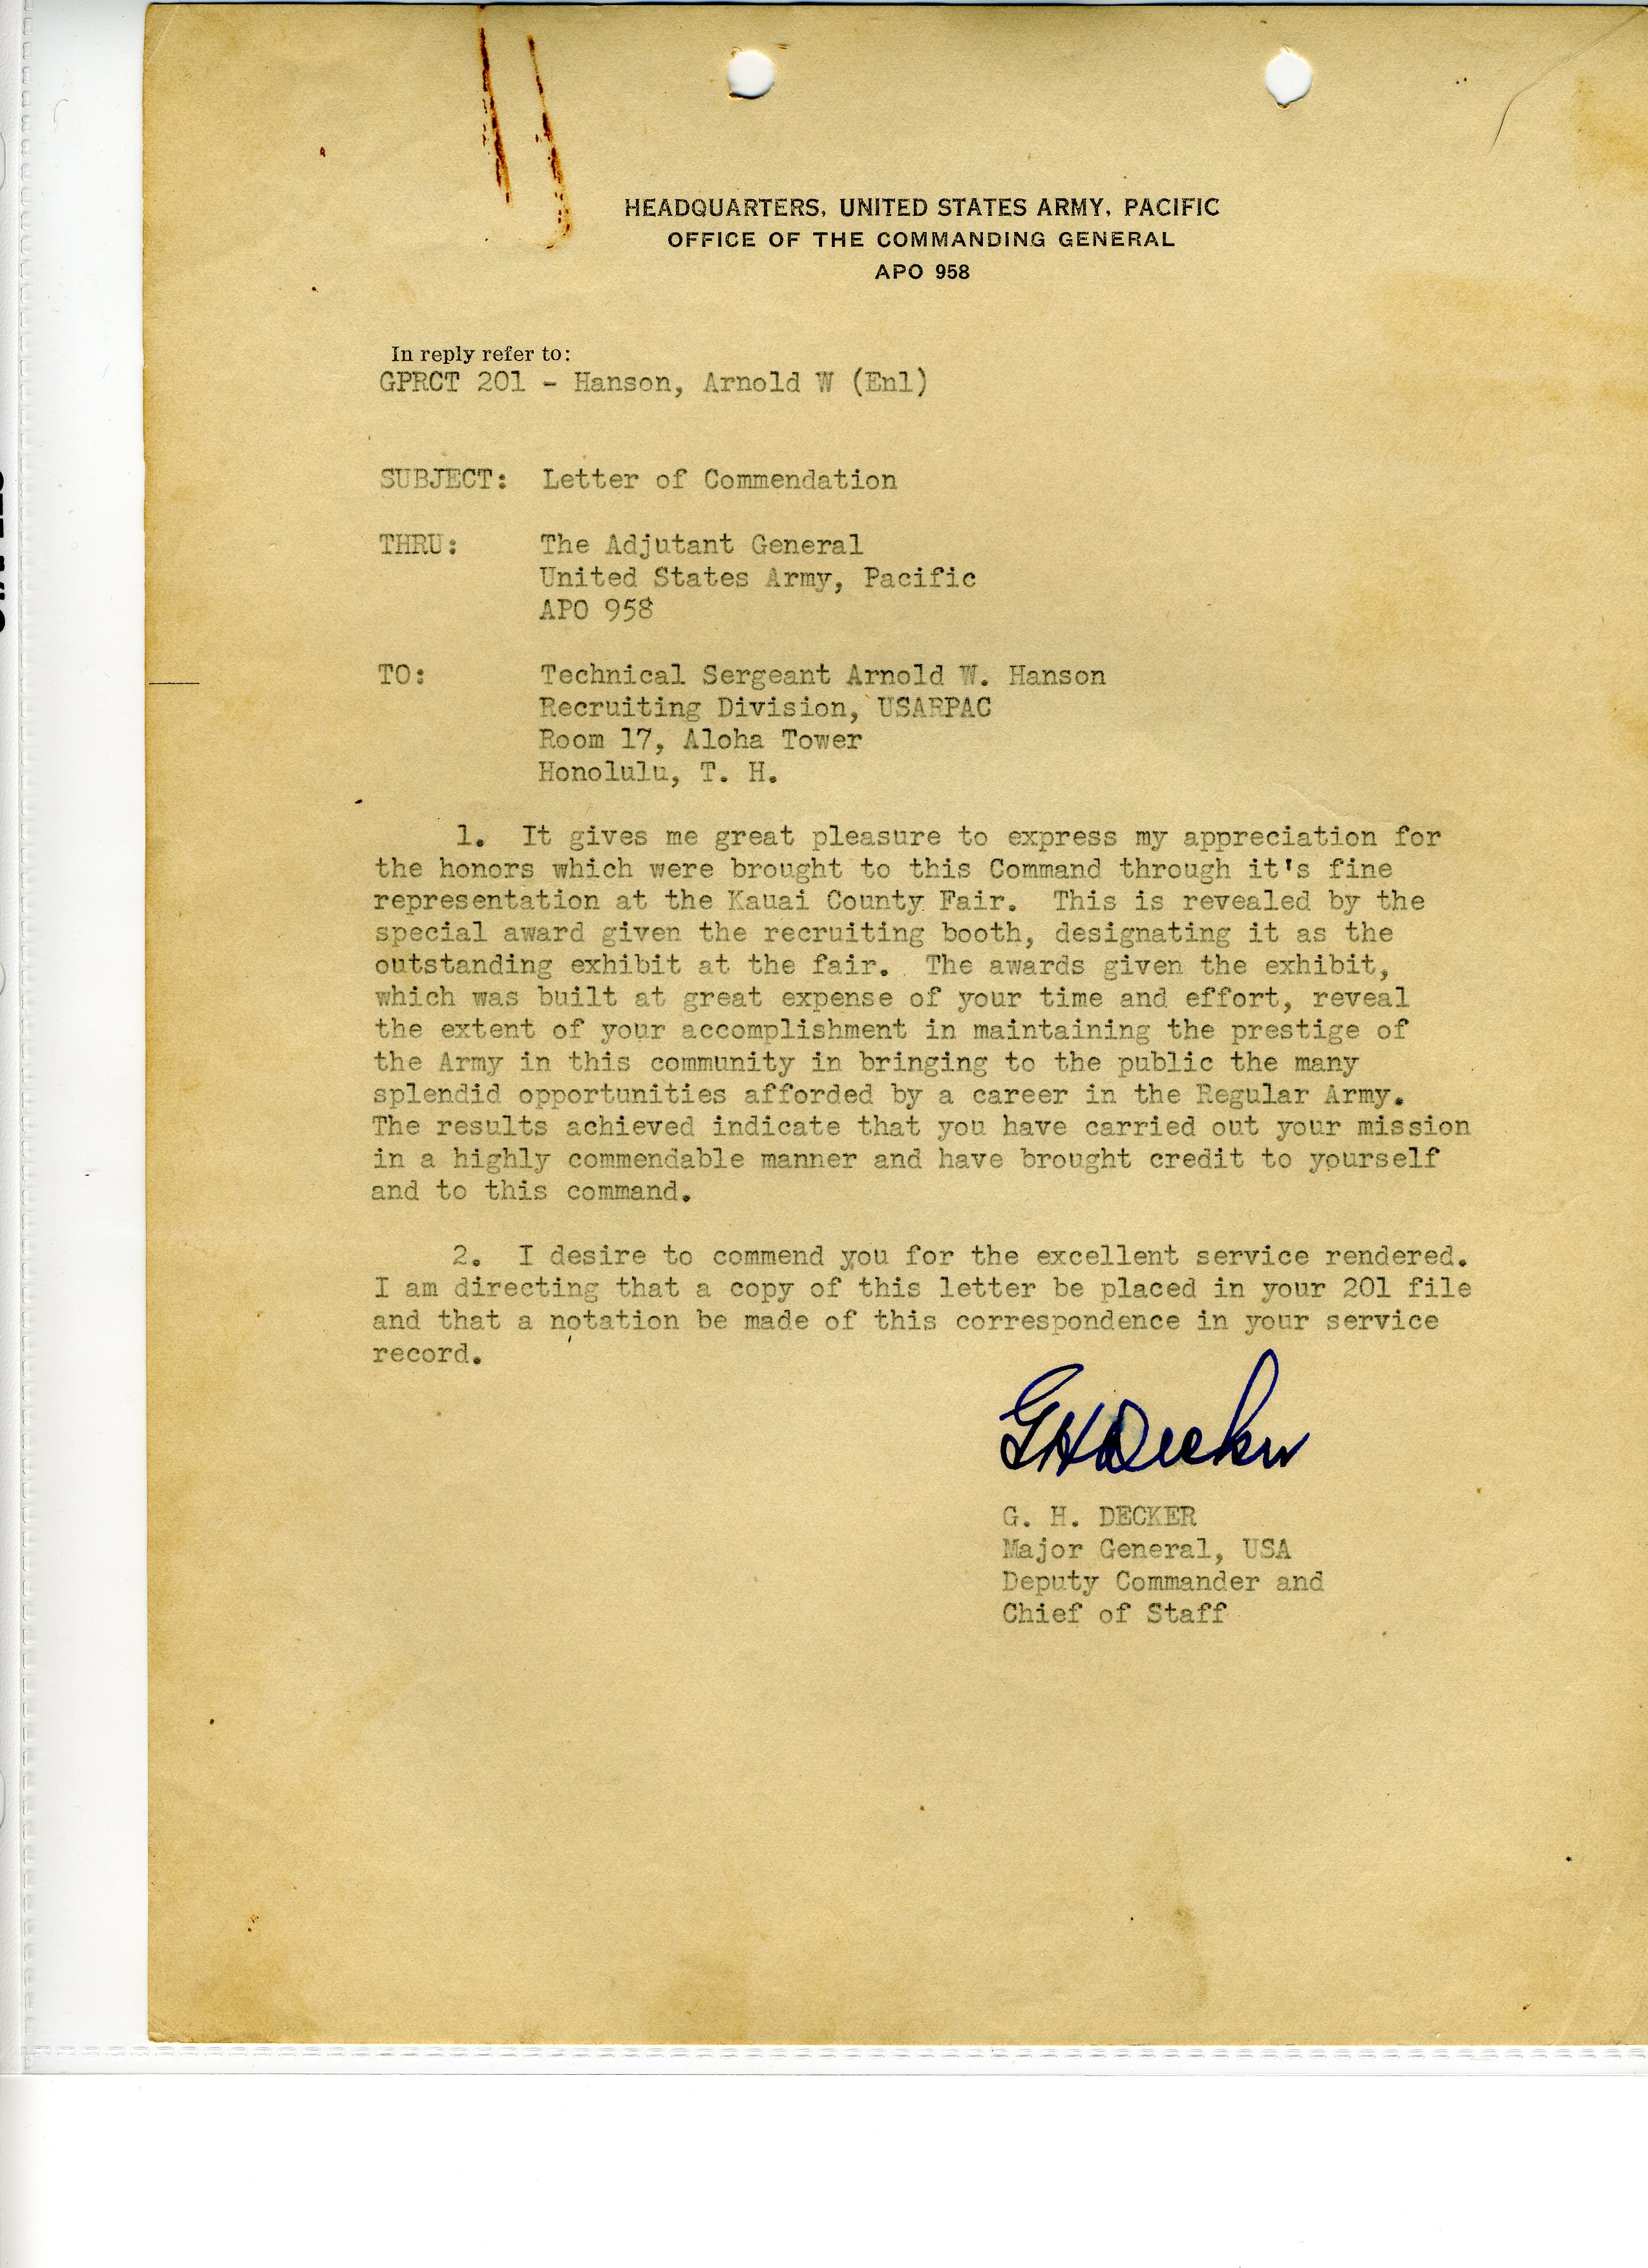 HEADQUARTERS, UNITED STATES ARMY, PACIFIC
OFFICE OF THE COMMANDING GENERAL
APO 958
In reply refer to:
GPRCT 201 - Hanson, Arnold W (Enl)
SUBJECT: Letter of Commendation
THRU: The Adjutant General
United States Army, Pacific
APO 958
TO: Technical Sergeant Arnold W. Hanson
Recruiting Division, USARPAC
Room 17, Aloha Tower
Honolulu, T. H.
1. It gives me great pleasure to express my appreciation for
the honors which were brought to this Command through it's fine
representation at the Kauai County Fair. This is revealed by the
special award given the recruiting booth, designating it as the
outstanding exhibit at the fair. The awards given the exhibit,
which was built at great expense of your time and effort, reveal
the extent of your accomplishment in maintaining the prestige of
the Army in this community in bringing to the public the many
splendid opportunities afforded by a career in the Regular Army.
The results achieved indicate that you have carried out your mission
in a highly commendable manner and have brought credit to yourself
and to this command.
2. I desire to commend you for the excellent service rendered.
I am directing that a copy of this letter be placed in your 201 file
and that a notation be made of this correspondence in your service
record.
GHDecker
G. H. DECKER
Major General, USA
Deputy Commander and
Chief of Staff